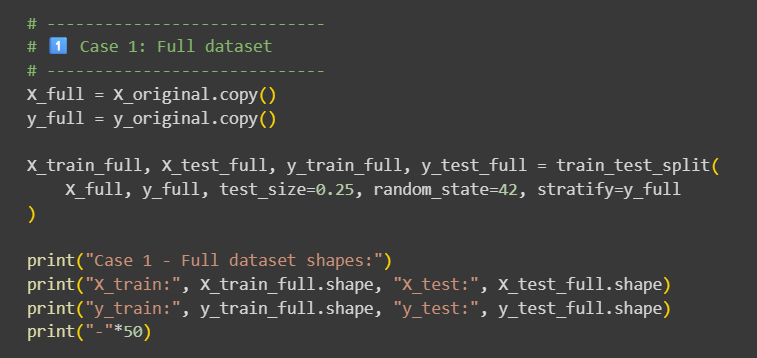 # -----------------------------
# 1️⃣ Case 1: Full dataset
# -----------------------------
X_full = X_original.copy()
y_full = y_original.copy()
X_train_full, X_test_full, y_train_full, y_test_full = train_test_split(
    X_full, y_full, test_size=0.25, random_state=42, stratify=y_full
)
print("Case 1 - Full dataset shapes:")
print("X_train:", X_train_full.shape, "X_test:", X_test_full.shape)
print("y_train:", y_train_full.shape, "y_test:", y_test_full.shape)
print("-"*50)